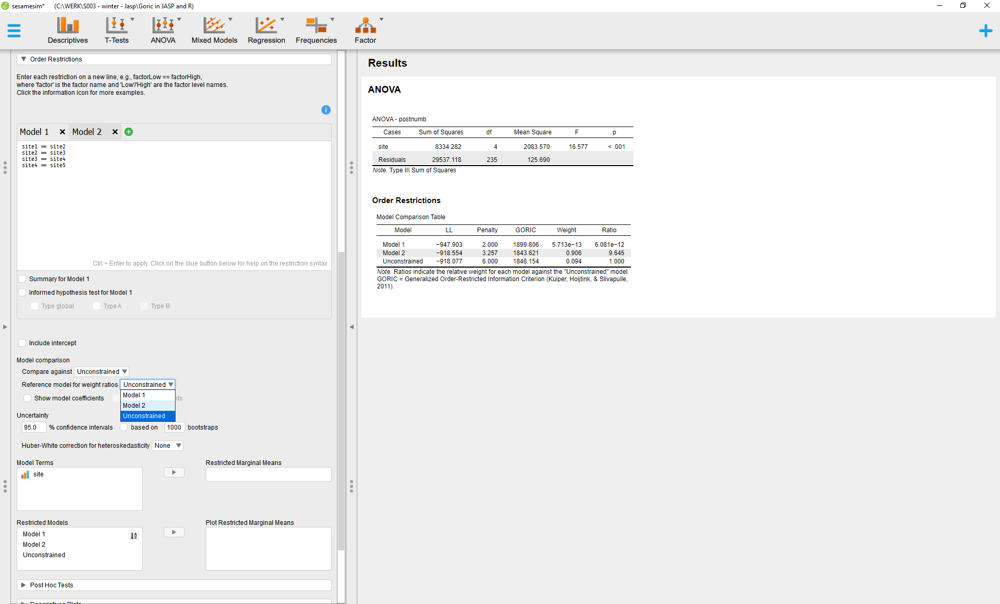 sesamesim* (C:\WERK\S003 - winter - Jasp\Goric in JASP and R)
Descriptives T-Tests ANOVA Mixed Models Regression Frequencies Factor
Order Restrictions
Enter each restriction on a new line, e.g., factorLow == factorHigh,
where 'factor' is the factor name and 'Low'/'High' are the factor level names.
Click the information icon for more examples.
Model 1 Model 2
site1 == site2
site2 == site3
site3 == site4
site4 == site5
Ctrl + Enter to apply. Click on the blue button below for help on the restriction syntax
Summary for Model 1
Informed hypothesis test for Model 1
Type global Type A Type B
Include intercept
Model comparison
Compare against Unconstrained
Reference model for weight ratios Unconstrained
Model 1
Show model coefficients
Model 2
Unconstrained
Uncertainty
95.0 % confidence intervals based on 1000 bootstraps
Huber-White correction for heteroskedasticity None
Model Terms
site
Restricted Marginal Means
Restricted Models
Model 1
Model 2
Unconstrained
Plot Restricted Marginal Means
Post Hoc Tests
Descriptives Plots
Results
ANOVA
ANOVA - postnumb
Cases Sum of Squares df Mean Square F p
site 8334.282 4 2083.570 16.577 < .001
Residuals 29537.118 235 125.690
Note. Type III Sum of Squares
Order Restrictions
Model Comparison Table
Model LL Penalty GORIC Weight Ratio
Model 1 −947.903 2.000 1899.806 5.713e−13 6.081e−12
Model 2 −918.554 3.257 1843.621 0.906 9.645
Unconstrained −918.077 6.000 1848.154 0.094 1.000
Note. Ratios indicate the relative weight for each model against the "Unconstrained" model.
GORIC = Generalized Order-Restricted Information Criterion (Kuiper, Hoijtink, & Silvapulle,
2011).